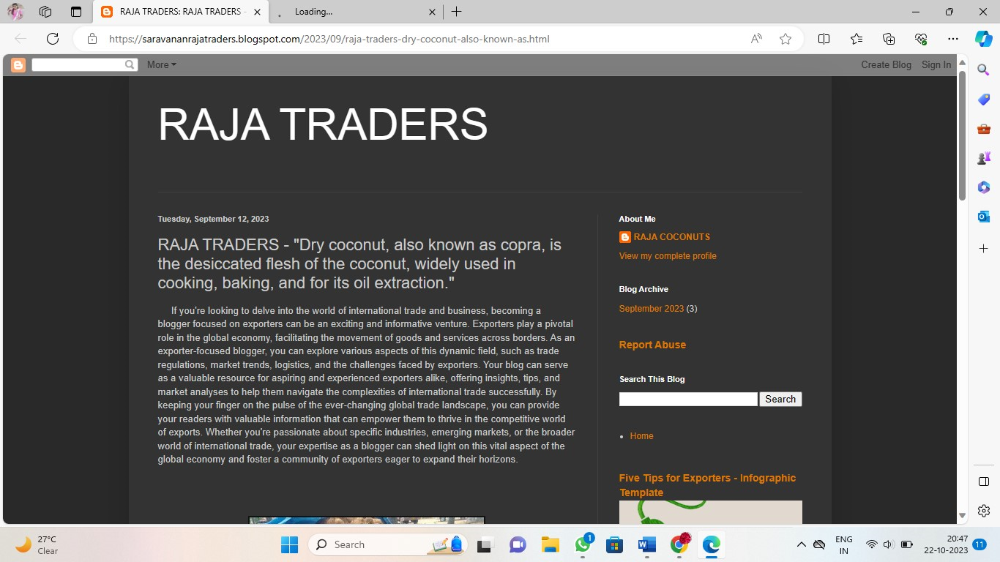 RAJA TRADERS: RAJA TRADERS -
Loading...
https://saravananrajatraders.blogspot.com/2023/09/raja-traders-dry-coconut-also-known-as.html
More
Create Blog
Sign In
RAJA TRADERS
Tuesday, September 12, 2023
RAJA TRADERS - "Dry coconut, also known as copra, is
the desiccated flesh of the coconut, widely used in
cooking, baking, and for its oil extraction."
If you're looking to delve into the world of international trade and business, becoming a
blogger focused on exporters can be an exciting and informative venture. Exporters play a pivotal
role in the global economy, facilitating the movement of goods and services across borders. As an
exporter-focused blogger, you can explore various aspects of this dynamic field, such as trade
regulations, market trends, logistics, and the challenges faced by exporters. Your blog can serve
as a valuable resource for aspiring and experienced exporters alike, offering insights, tips, and
market analyses to help them navigate the complexities of international trade successfully. By
keeping your finger on the pulse of the ever-changing global trade landscape, you can provide
your readers with valuable information that can empower them to thrive in the competitive world
of exports. Whether you're passionate about specific industries, emerging markets, or the broader
world of international trade, your expertise as a blogger can shed light on this vital aspect of the
global economy and foster a community of exporters eager to expand their horizons.
About Me
RAJA COCONUTS
View my complete profile
Blog Archive
September 2023 (3)
Report Abuse
Search This Blog
Search
Home
Five Tips for Exporters - Infographic
Template
27°C
Clear
Search
1
ENG
IN
20:47
22-10-2023
11